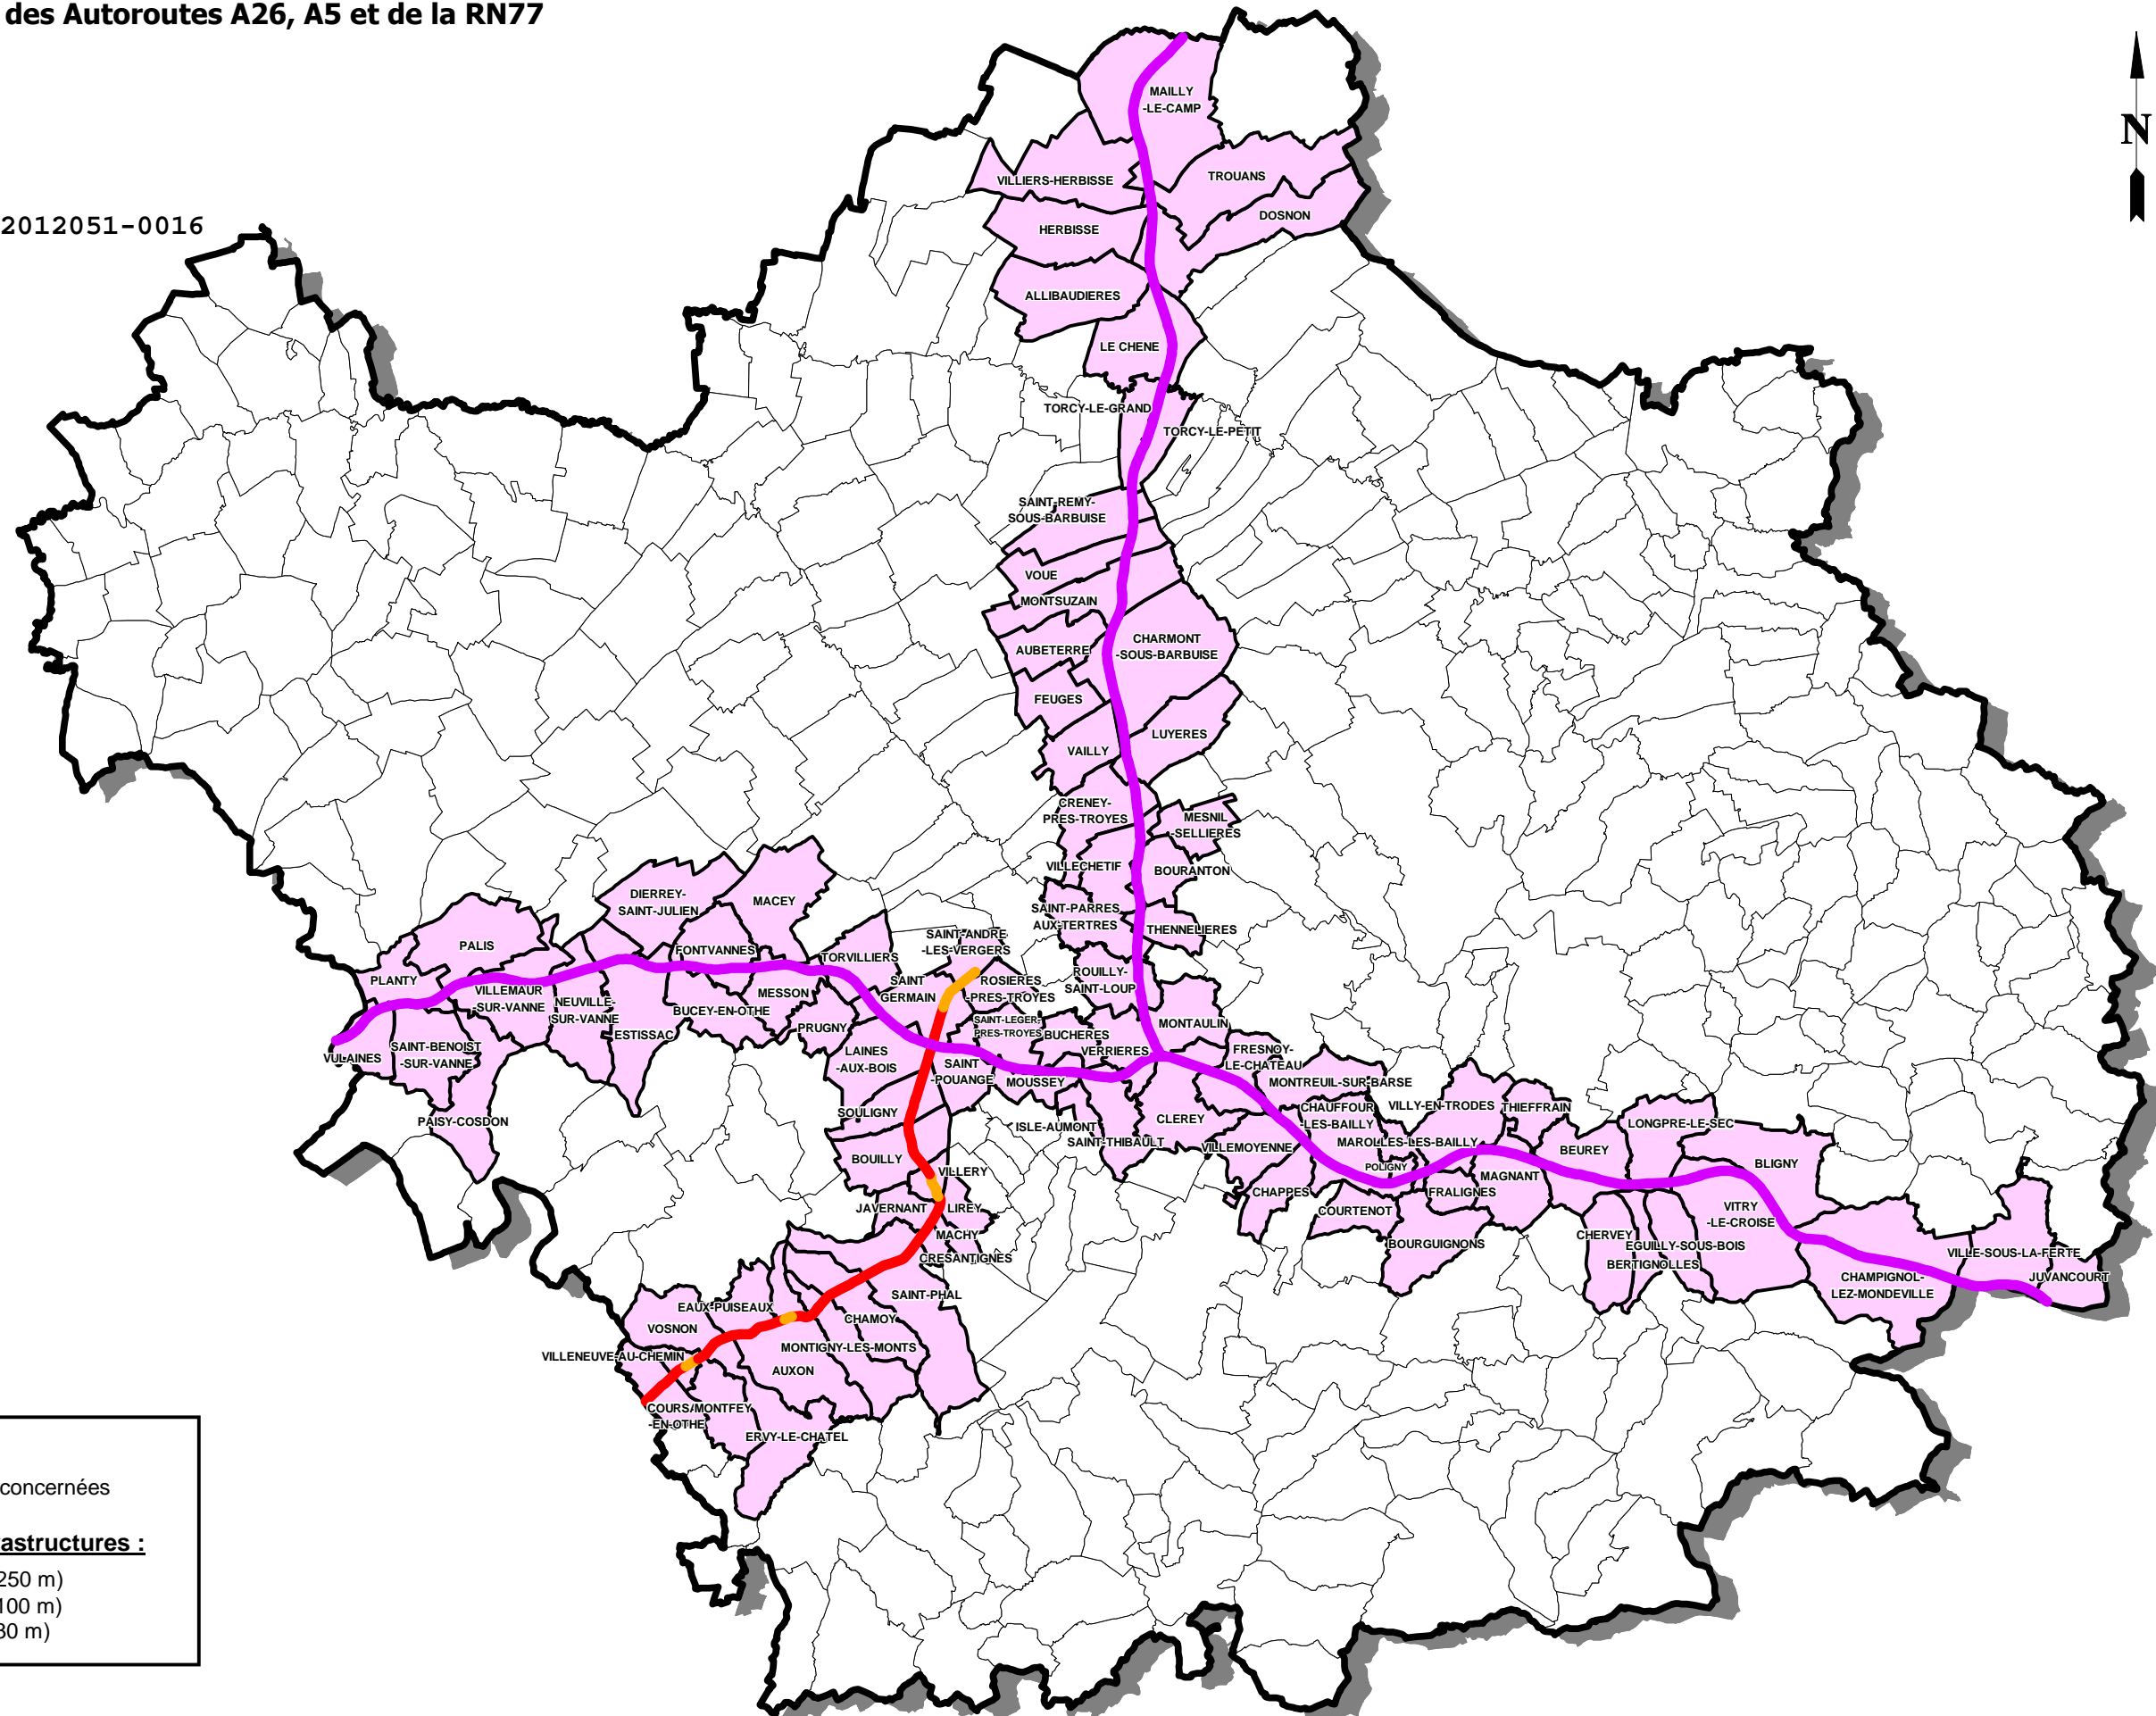 des Autoroutes A26, A5 et de la RN77
N
2012051-0016
MAILLY
-LE-CAMP
VILLIERS-HERBISSE
TROUANS
DOSNON
HERBISSE
ALLIBAUDIERES
LE CHENE
TORCY-LE-GRAND
TORCY-LE-PETIT
SAINT-REMY-
SOUS-BARBUISE
VOUE
MONTSUZAIN
CHARMONT
-SOUS-BARBUISE
AUBETERRE
FEUGES
LUYERES
VAILLY
CRENEY-
PRES-TROYES
MESNIL
-SELLIERES
VILLECHETIF
BOURANTON
SAINT-PARRES
AUX-TERTRES
THENNELIERES
DIERREY-
SAINT-JULIEN
MACEY
PALIS
FONTVANNES
TORVILLIERS
SAINT-ANDRE
-LES-VERGERS
PLANTY
VILLEMAUR
-SUR-VANNE
NEUVILLE-
SUR-VANNE
ESTISSAC
BUCEY-EN-OTHE
MESSON
PRUGNY
SAINT
GERMAIN
ROSIERES
-PRES-TROYES
ROUILLY-
SAINT-LOUP
SAINT-LEGER-
PRES-TROYES
BUCHERES
VERRIERES
MONTAULIN
VULAINES
SAINT-BENOIST
-SUR-VANNE
PAISY-COSDON
LAINES
-AUX-BOIS
SAINT
-POUANGE
MOUSSEY
FRESNOY-
LE-CHATEAU
MONTREUIL-SUR-BARSE
SOULIGNY
ISLE-AUMONT
SAINT-THIBAULT
CLEREY
CHAUFFOUR
-LES-BAILLY
VILLY-EN-TRODES
THIEFFRAIN
LONGPRE-LE-SEC
VILLEMOYENNE
MAROLLES-LES-BAILLY
BEUREY
BLIGNY
BOUILLY
VILLERY
POLIGNY
MAGNANT
FRALIGNES
CHAPPES
COURTENOT
JAVERNANT
LIREY
MACHY
CRESANTIGNES
BOURGUIGNONS
VITRY
-LE-CROISE
CHERVEY
EGUILLY-SOUS-BOIS
BERTIGNOLLES
VILLE-SOUS-LA-FERTE
JUVANCOURT
CHAMPIGNOL-
LEZ-MONDEVILLE
SAINT-PHAL
EAUX-PUISEAUX
VOSNON
CHAMOY
MONTIGNY-LES-MONTS
VILLENEUVE-AU-CHEMIN
AUXON
COURS
-EN-OTHE
MONTFEY
ERVY-LE-CHATEL
concernées
rastructures :
250 m)
100 m)
30 m)